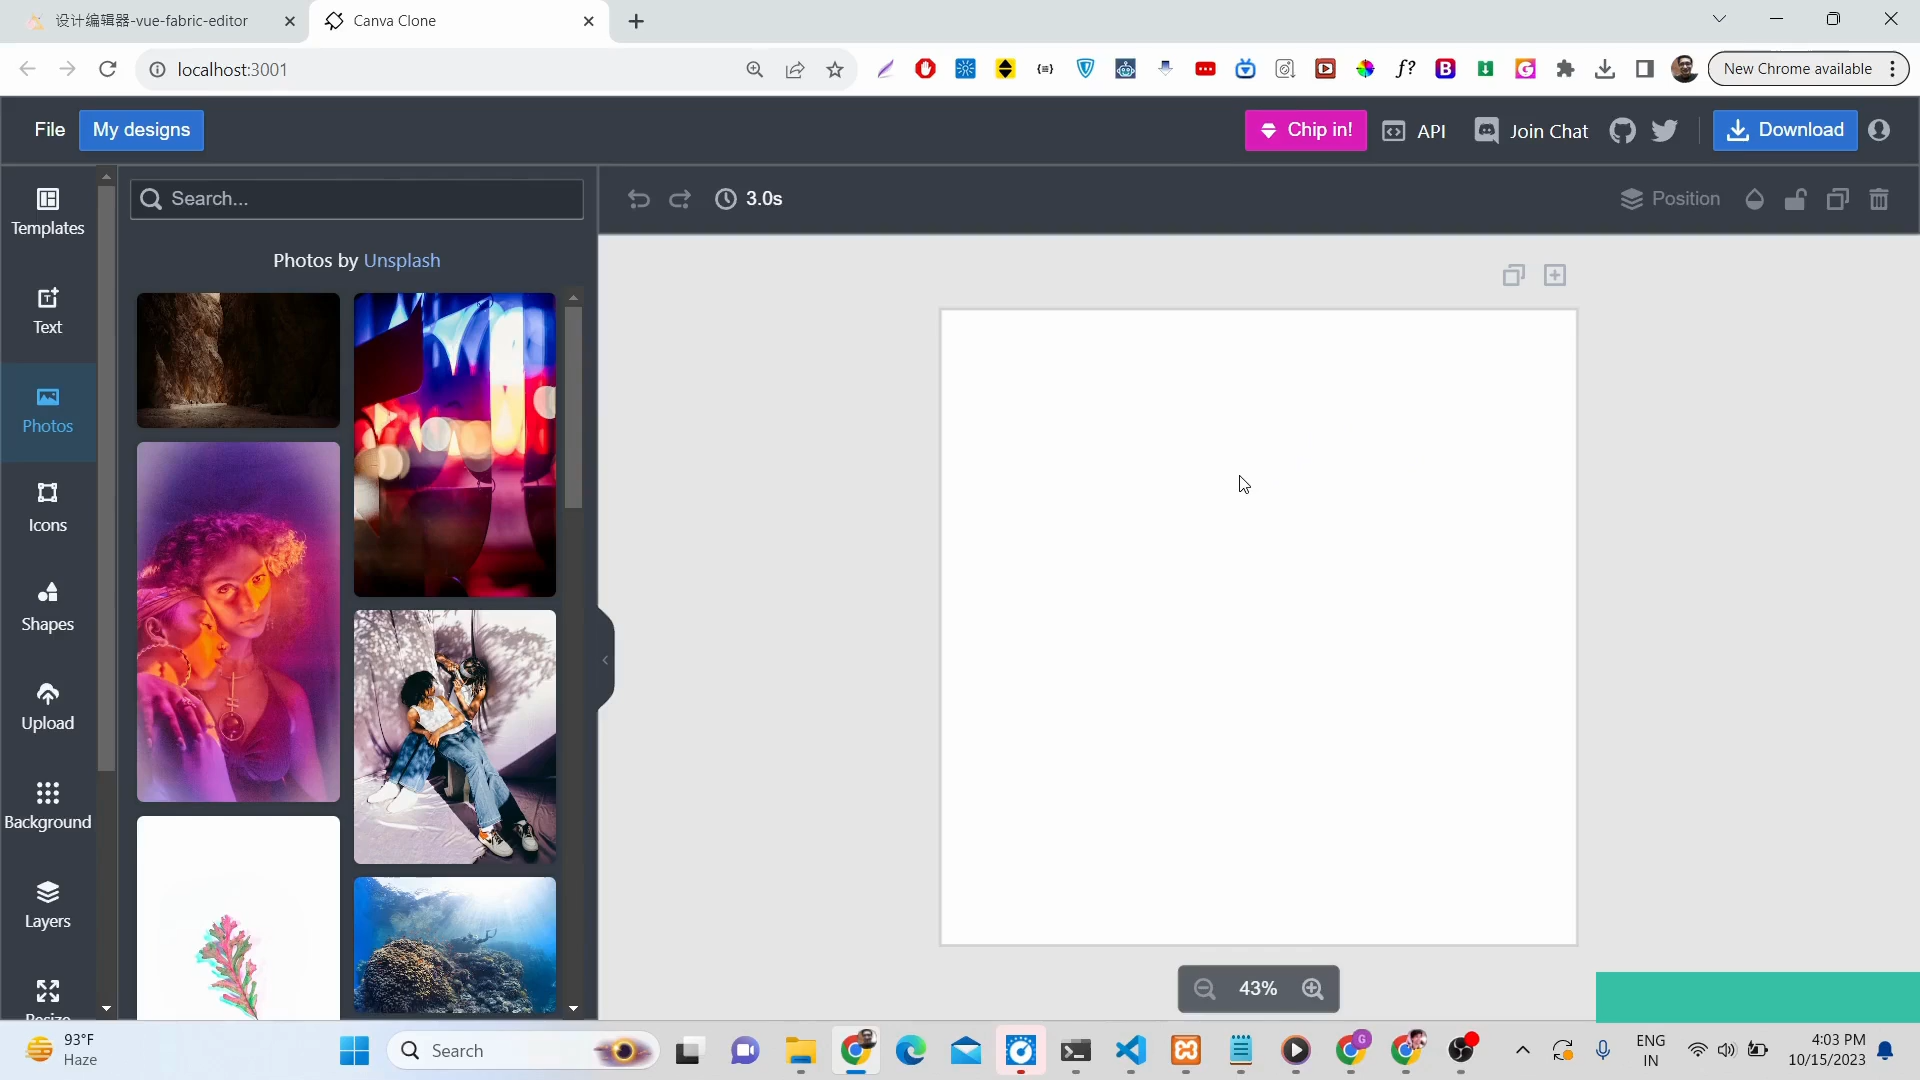 设计编辑器-vue-fabric-editor
Canva Clone
localhost:3001
New Chrome available
File
My designs
Chip in!
API
Join Chat
Download
Templates
Text
Photos
Icons
Shapes
Upload
Background
Layers
Resize
Search...
Photos by Unsplash
3.0s
Position
43%
93°F
Haze
Search
ENG
IN
4:03 PM
10/15/2023